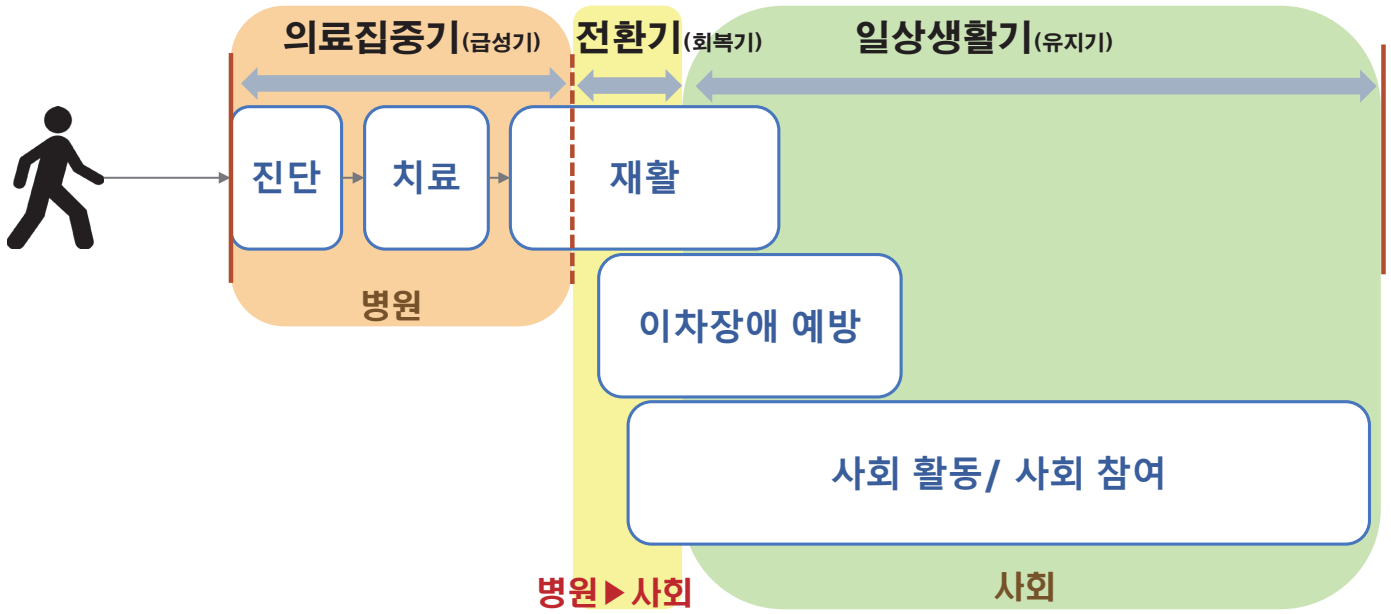 의료집중기(급성기)
전환기(회복기)
일상생활기(유지기)
진단
치료
재활
병원
이차장애 예방
사회 활동/ 사회 참여
병원▶사회
사회